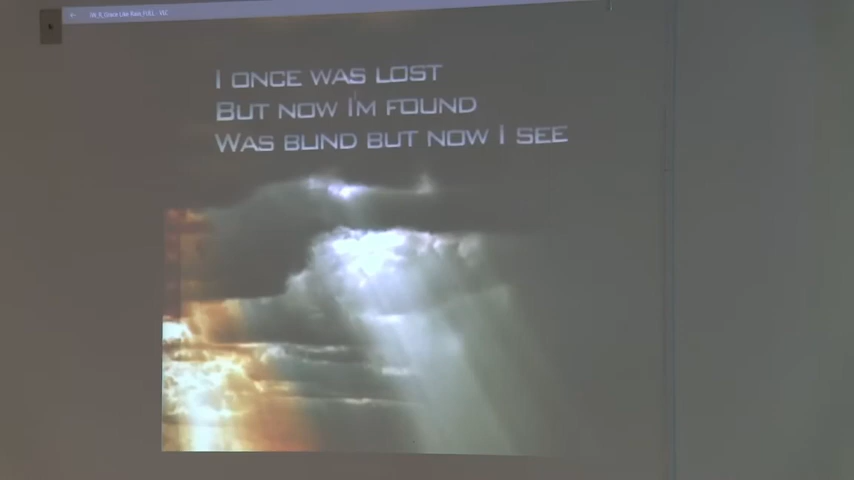 I ONCE WAS LOST
BUT NOW I'M FOUND
WAS BLIND BUT NOW I SEE